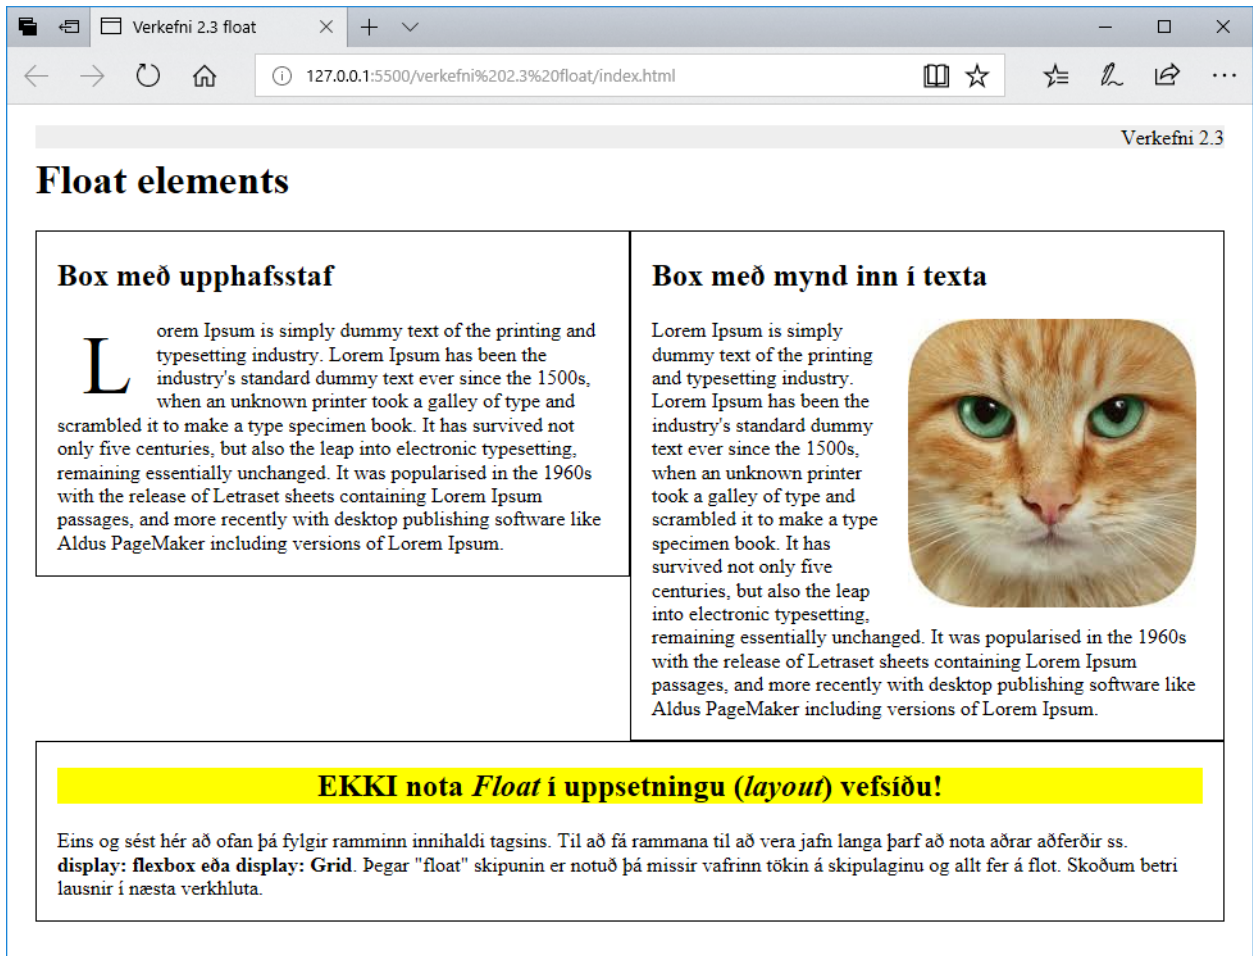 Verkefni 2.3 float
127.0.0.1:5500/verkefni%202.3%20float/index.html
Verkefni 2.3
Float elements
Box með upphafsstaf
Lorem Ipsum is simply dummy text of the printing and
typesetting industry. Lorem Ipsum has been the
industry's standard dummy text ever since the 1500s,
when an unknown printer took a galley of type and
scrambled it to make a type specimen book. It has survived not
only five centuries, but also the leap into electronic typesetting,
remaining essentially unchanged. It was popularised in the 1960s
with the release of Letraset sheets containing Lorem Ipsum
passages, and more recently with desktop publishing software like
Aldus PageMaker including versions of Lorem Ipsum.
Box með mynd inn í texta
Lorem Ipsum is simply
dummy text of the printing
and typesetting industry.
Lorem Ipsum has been the
industry's standard dummy
text ever since the 1500s,
when an unknown printer
took a galley of type and
scrambled it to make a type
specimen book. It has
survived not only five
centuries, but also the leap
into electronic typesetting,
remaining essentially unchanged. It was popularised in the 1960s
with the release of Letraset sheets containing Lorem Ipsum
passages, and more recently with desktop publishing software like
Aldus PageMaker including versions of Lorem Ipsum.
EKKI nota Float í uppsetningu (layout) vefsíðu!
Eins og sést hér að ofan þá fylgir ramminn innihaldi tagsins. Til að fá rammana til að vera jafn langa þarf að nota aðrar aðferðir ss.
display: flexbox eða display: Grid. Þegar "float" skipunin er notuð þá missir vafrinn tökin á skipulaginu og allt fer á flot. Skoðum betri
lausnir í næsta verkhluta.